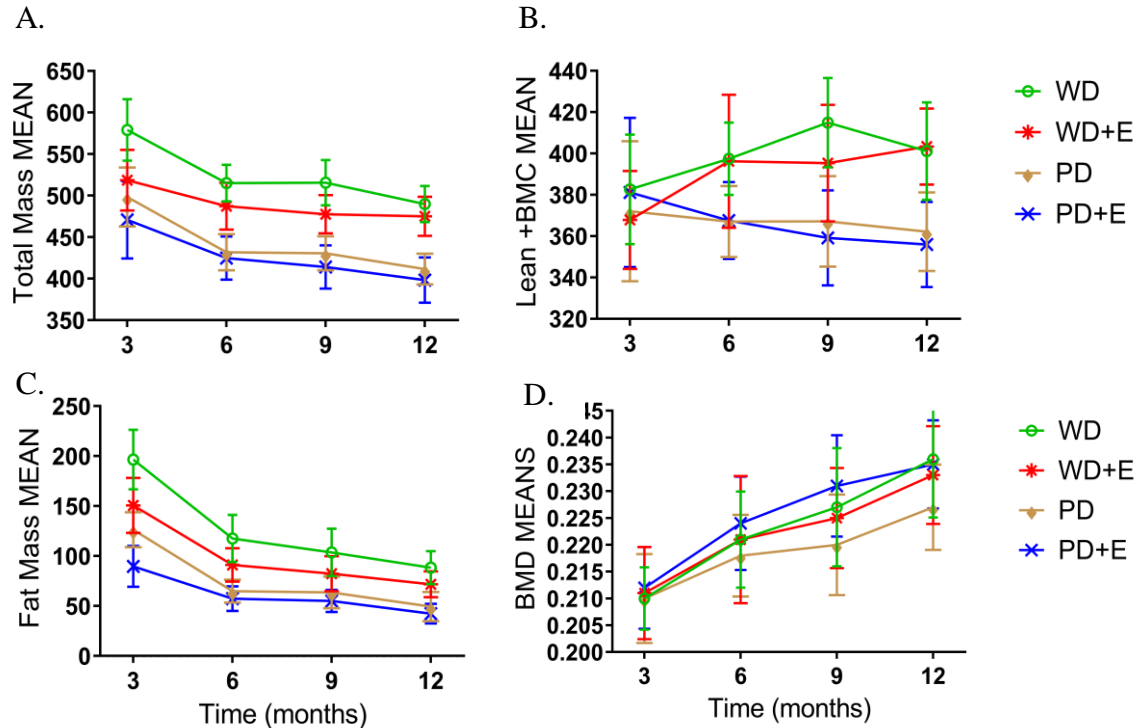 A.
Total Mass MEAN
650
600
550
500
450
400
350
3 6 9 12
B.
Lean +BMC MEAN
440
420
400
380
360
340
320
3 6 9 12
WD
WD+E
PD
PD+E
C.
Fat Mass MEAN
250
200
150
100
50
0
3 6 9 12
Time (months)
D.
BMD MEANS
0.240
0.235
0.230
0.225
0.220
0.215
0.210
0.205
0.200
3 6 9 12
Time (months)
WD
WD+E
PD
PD+E